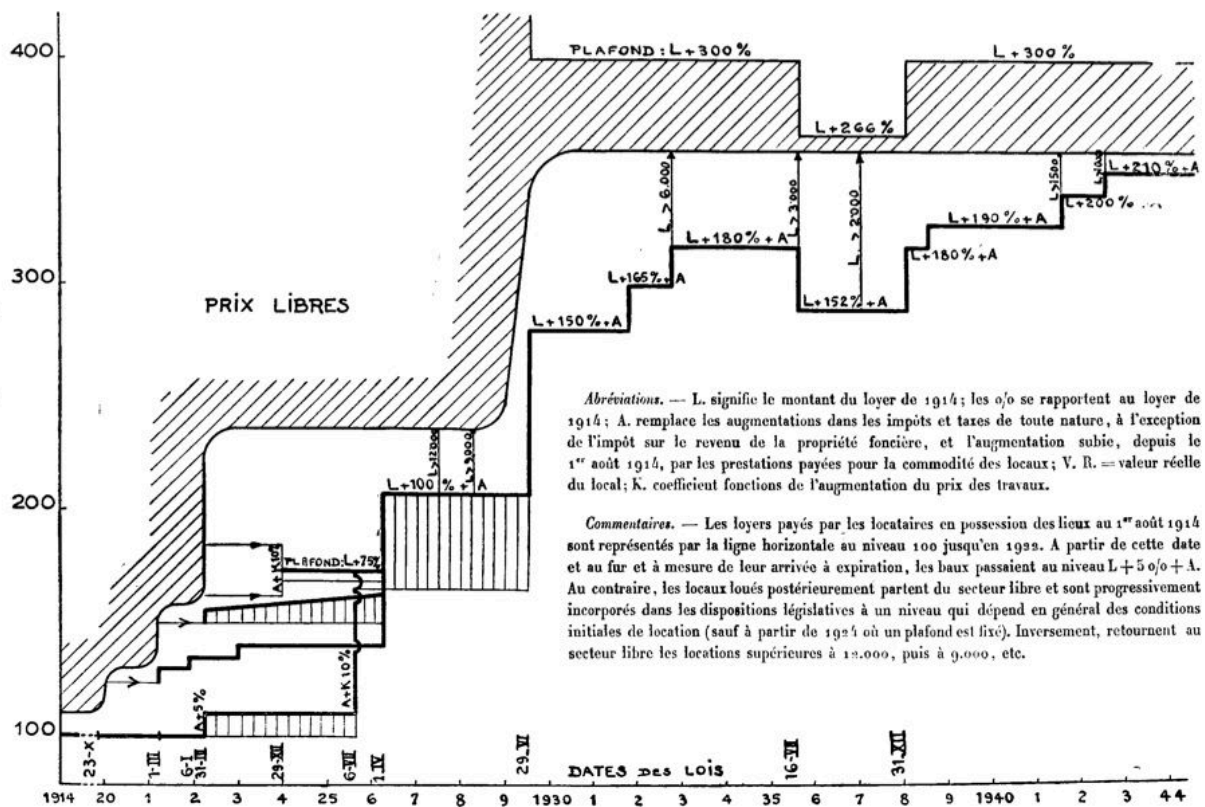 400
300
200
100
PLAFOND: L+300%
L+300%
L+266%
L > 6.000
L > 3'000
L > 2'000
L>1500
L+210%+A
L+200%
L+190%+A
L+180%+A
L+180%+A
L+165%+A
L+152%+A
L+150%+A
PRIX LIBRES
L>12000
L>9000
L+100%+A
A+K10%
PLAFOND: L+75%
A+K10%
A+5%
Abréviations. — L. signifie le montant du loyer de 1914; les o/o se rapportent au loyer de
1914; A. remplace les augmentations dans les impôts et taxes de toute nature, à l'exception
de l'impôt sur le revenu de la propriété foncière, et l'augmentation subie, depuis le
1er août 1914, par les prestations payées pour la commodité des locaux; V. R. = valeur réelle
du local; K. coefficient fonctions de l'augmentation du prix des travaux.
Commentaires. — Les loyers payés par les locataires en possession des lieux au 1er août 1914
sont représentés par la ligne horizontale au niveau 100 jusqu'en 1922. A partir de cette date
et au fur et à mesure de leur arrivée à expiration, les baux passaient au niveau L + 5 o/o + A.
Au contraire, les locaux loués postérieurement partent du secteur libre et sont progressivement
incorporés dans les dispositions législatives à un niveau qui dépend en général des conditions
initiales de location (sauf à partir de 1924 où un plafond est fixé). Inversement, retournent au
secteur libre les locations supérieures à 12.000, puis à 9.000, etc.
23-X
1-III
6-I
31-III
29-XII
6-VII
1_IV
29_VI
DATES DES LOIS
16-VII
31_XII
1914 20 1 2 3 4 25 6 7 8 9 1930 1 2 3 4 35 6 7 8 9 1940 1 2 3 44